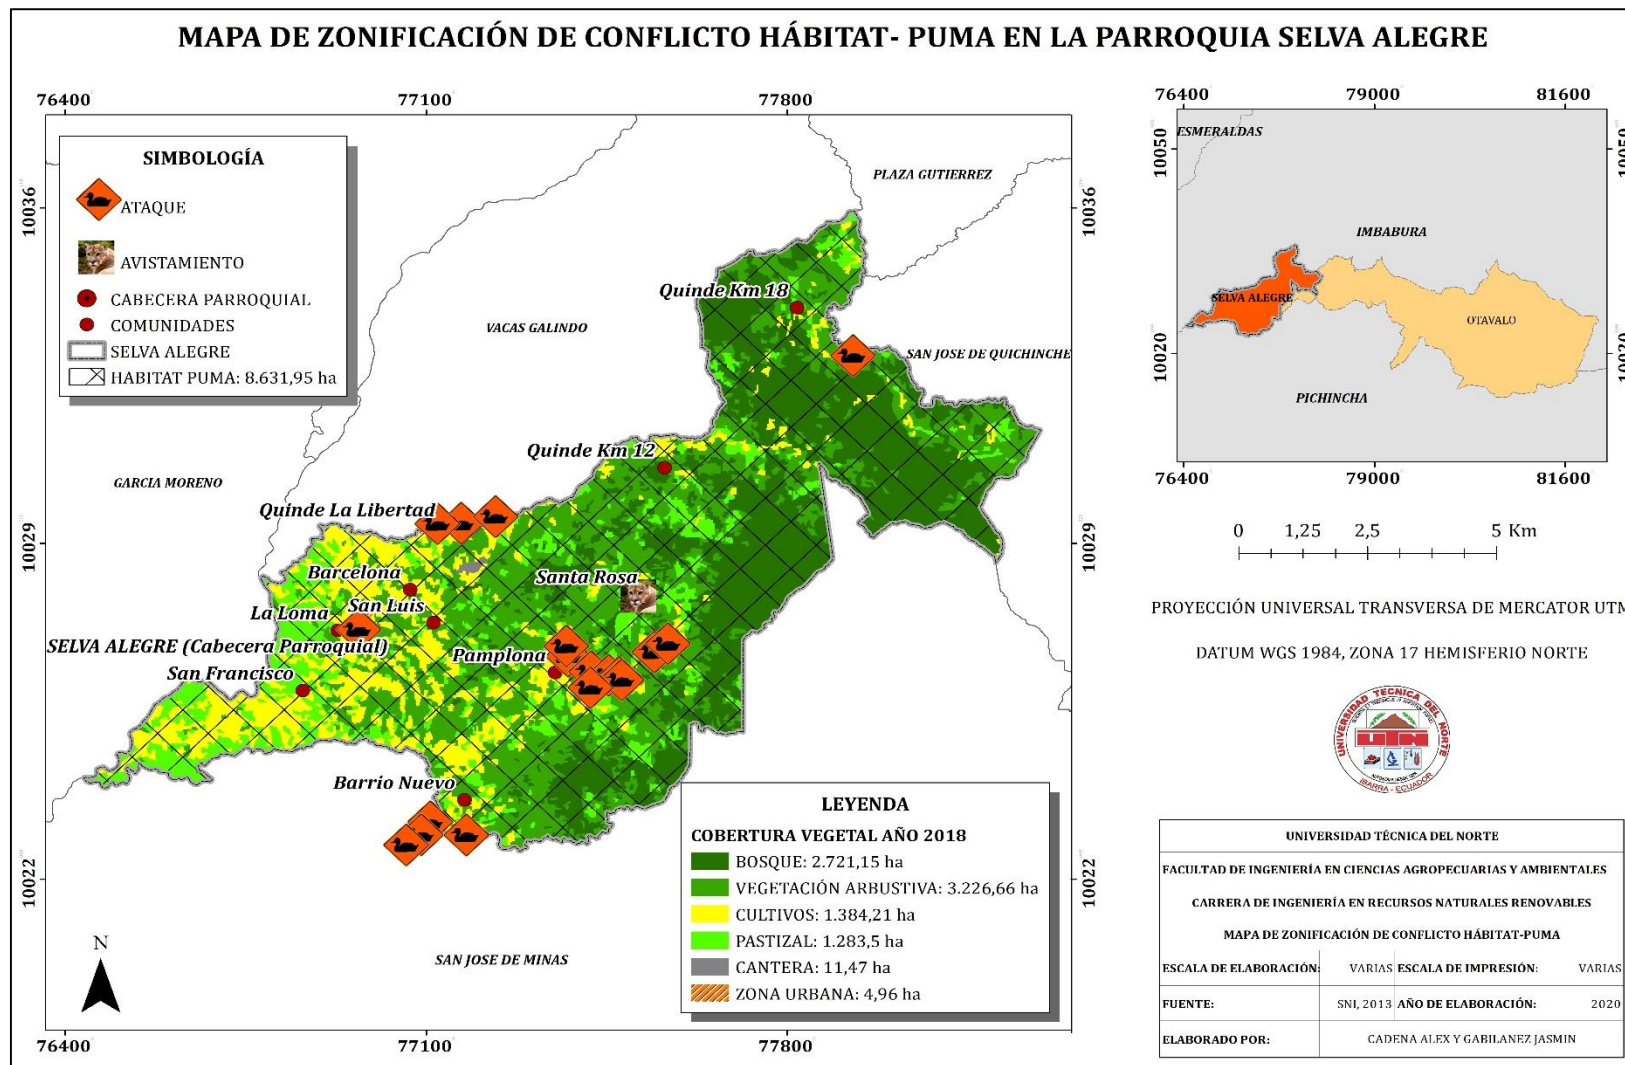 MAPA DE ZONIFICACIÓN DE CONFLICTO HÁBITAT- PUMA EN LA PARROQUIA SELVA ALEGRE
76400 77100 77800
10036
10029
10022
10036
10029
10022
76400 77100 77800
SIMBOLOGÍA
ATAQUE
AVISTAMIENTO
CABECERA PARROQUIAL
COMUNIDADES
SELVA ALEGRE
HABITAT PUMA: 8.631,95 ha
PLAZA GUTIERREZ
VACAS GALINDO
SAN JOSE DE QUICHINCHE
GARCIA MORENO
SAN JOSE DE MINAS
Quinde Km 18
Quinde Km 12
Quinde La Libertad
Barcelona
Santa Rosa
San Luis
La Loma
SELVA ALEGRE (Cabecera Parroquial)
Pamplona
San Francisco
Barrio Nuevo
N
LEYENDA
COBERTURA VEGETAL AÑO 2018
BOSQUE: 2.721,15 ha
VEGETACIÓN ARBUSTIVA: 3.226,66 ha
CULTIVOS: 1.384,21 ha
PASTIZAL: 1.283,5 ha
CANTERA: 11,47 ha
ZONA URBANA: 4,96 ha
76400 79000 81600
10050
10020
10050
10020
76400 79000 81600
ESMERALDAS
IMBABURA
SELVA ALEGRE
OTAVALO
PICHINCHA
0 1,25 2,5 5 Km
PROYECCIÓN UNIVERSAL TRANSVERSA DE MERCATOR UTM
DATUM WGS 1984, ZONA 17 HEMISFERIO NORTE
UNIVERSIDAD TECNICA DEL NORTE
UTN
IBARRA - ECUADOR
UNIVERSIDAD TÉCNICA DEL NORTE
FACULTAD DE INGENIERÍA EN CIENCIAS AGROPECUARIAS Y AMBIENTALES
CARRERA DE INGENIERÍA EN RECURSOS NATURALES RENOVABLES
MAPA DE ZONIFICACIÓN DE CONFLICTO HÁBITAT-PUMA
ESCALA DE ELABORACIÓN: VARIAS ESCALA DE IMPRESIÓN: VARIAS
FUENTE: SNI, 2013 AÑO DE ELABORACIÓN: 2020
ELABORADO POR: CADENA ALEX Y GABILANEZ JASMIN